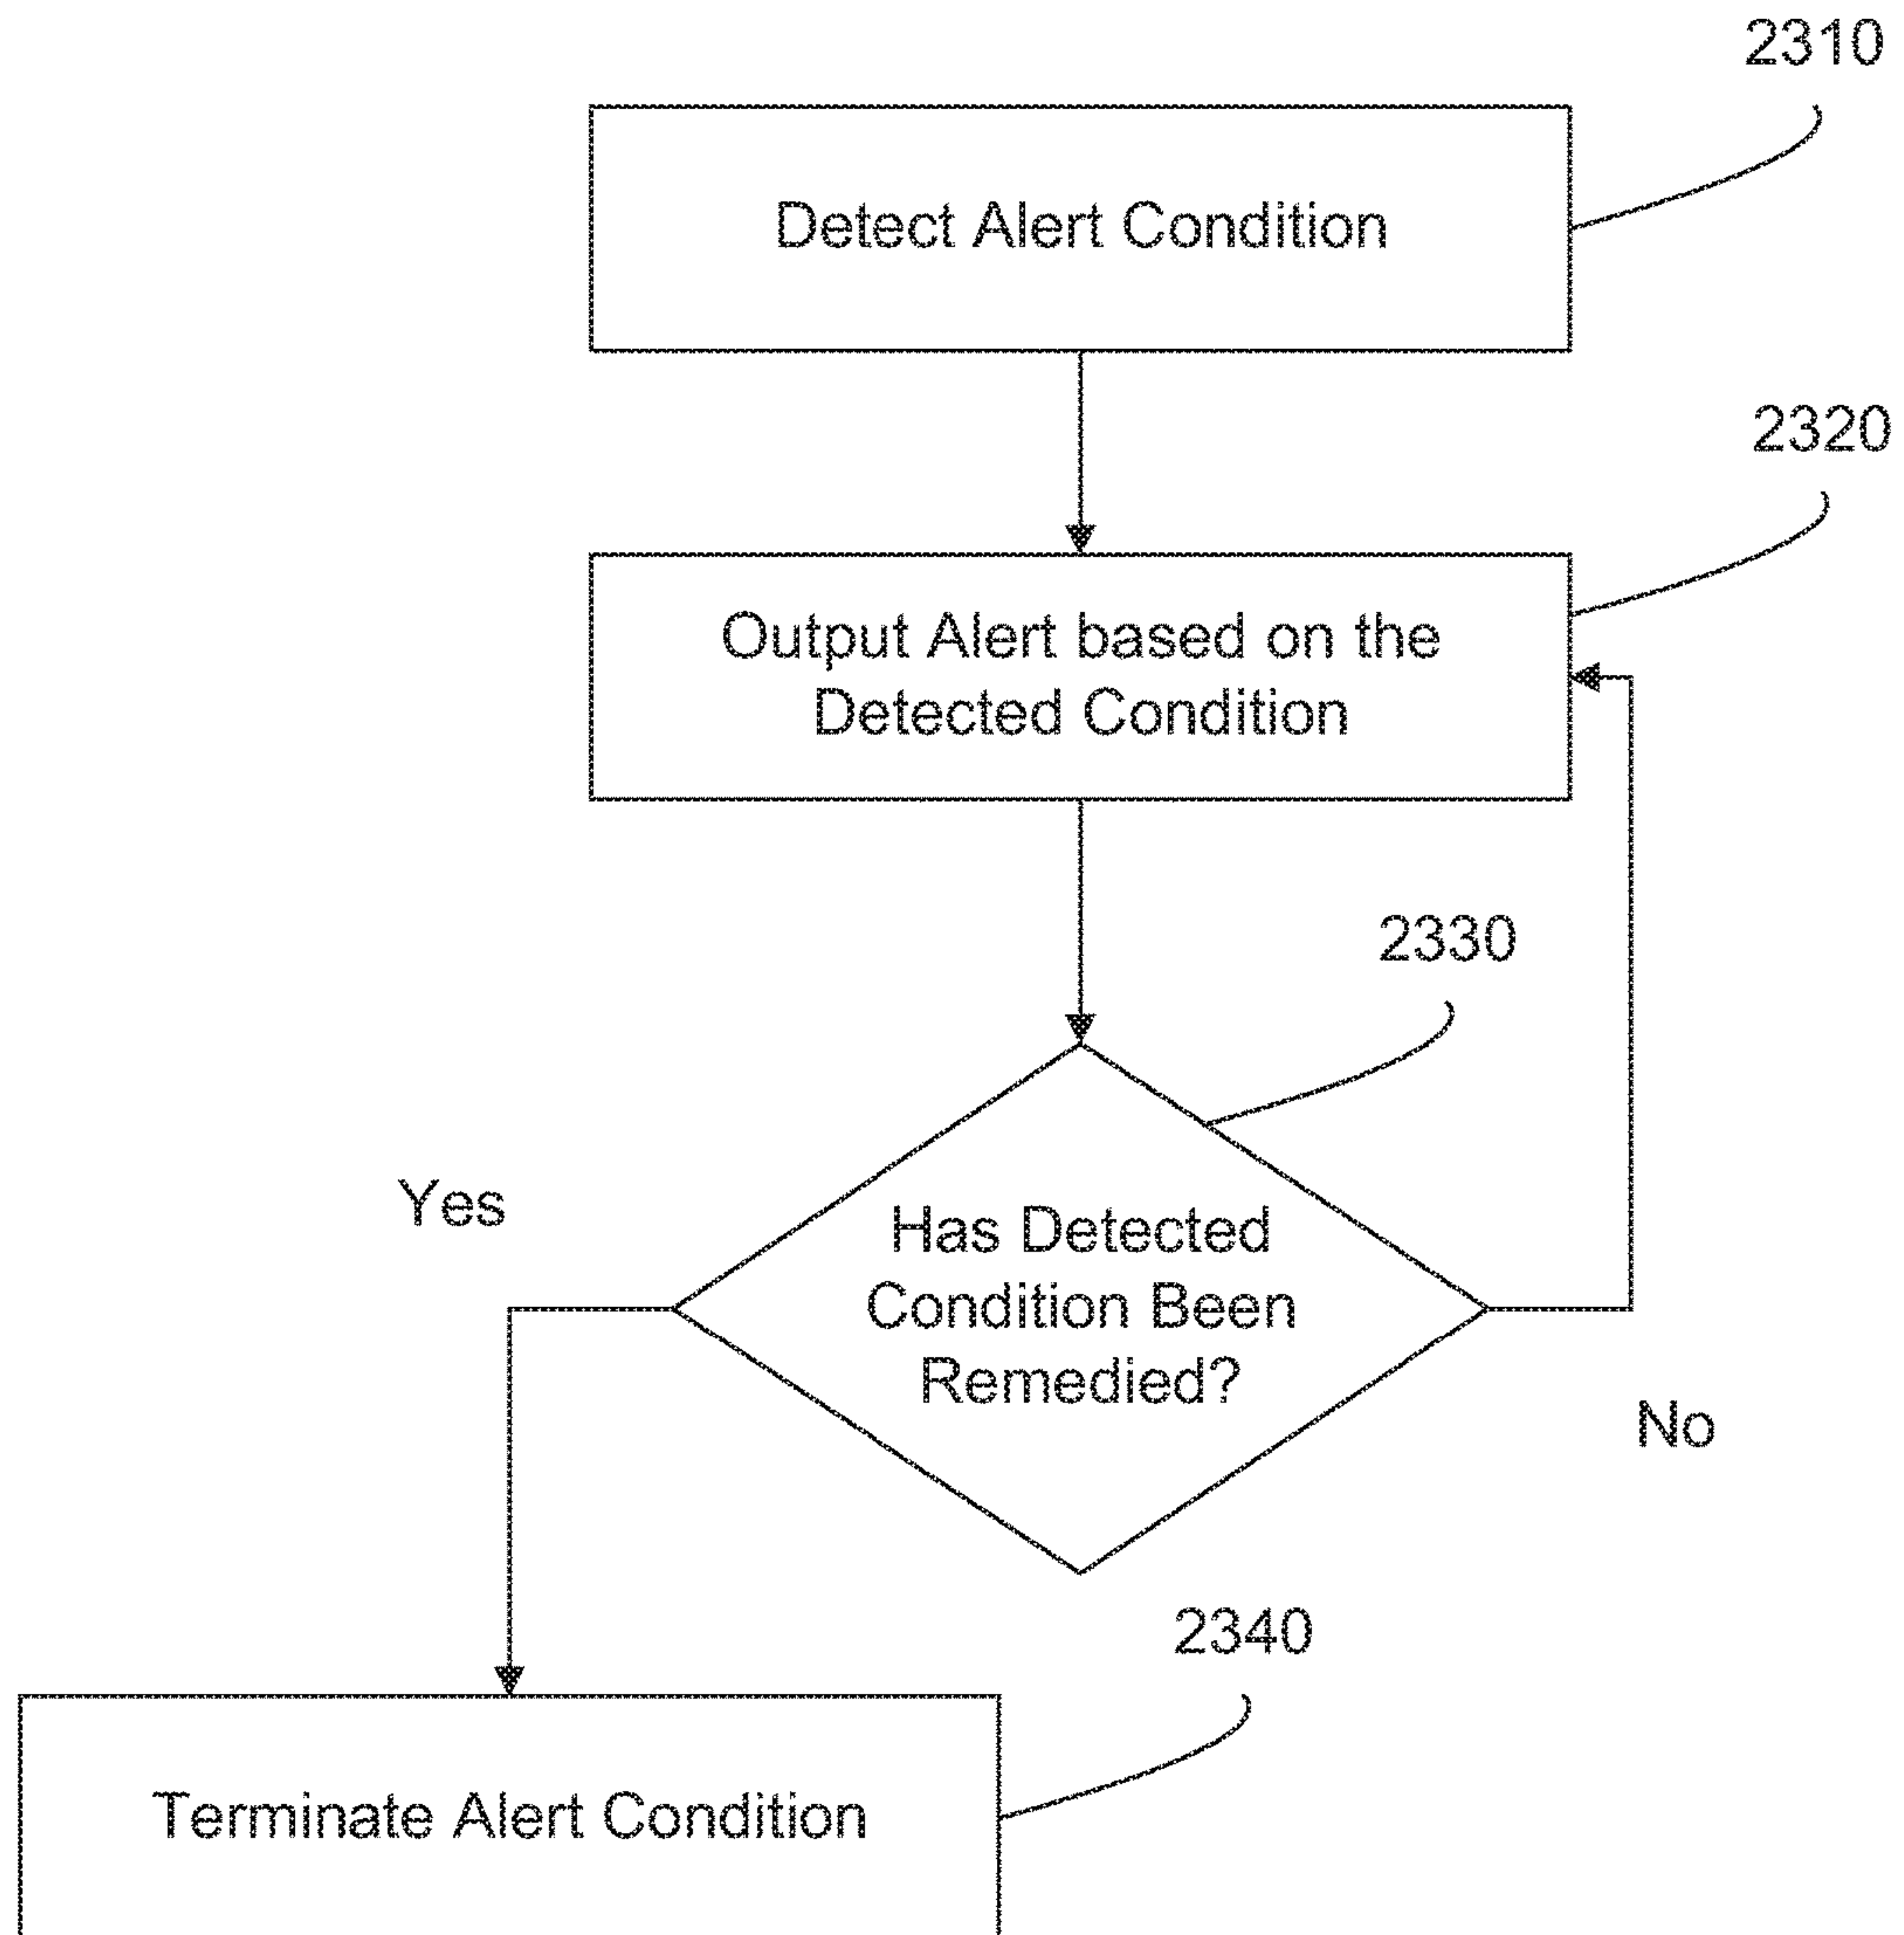 2310
Detect Alert Condition
2320
Output Alert based on the
Detected Condition
2330
Yes
Has Detected
Condition Been
Remedied?
No
2340
Terminate Alert Condition